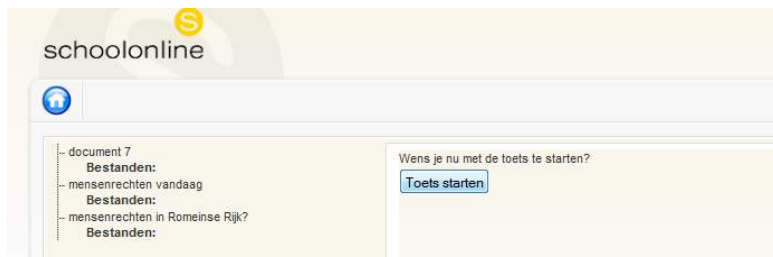 S
schoolonline
document 7
Bestanden:
mensenrechten vandaag
Bestanden:
mensenrechten in Romeinse Rijk?
Bestanden:
Wens je nu met de toets te starten?
Toets starten